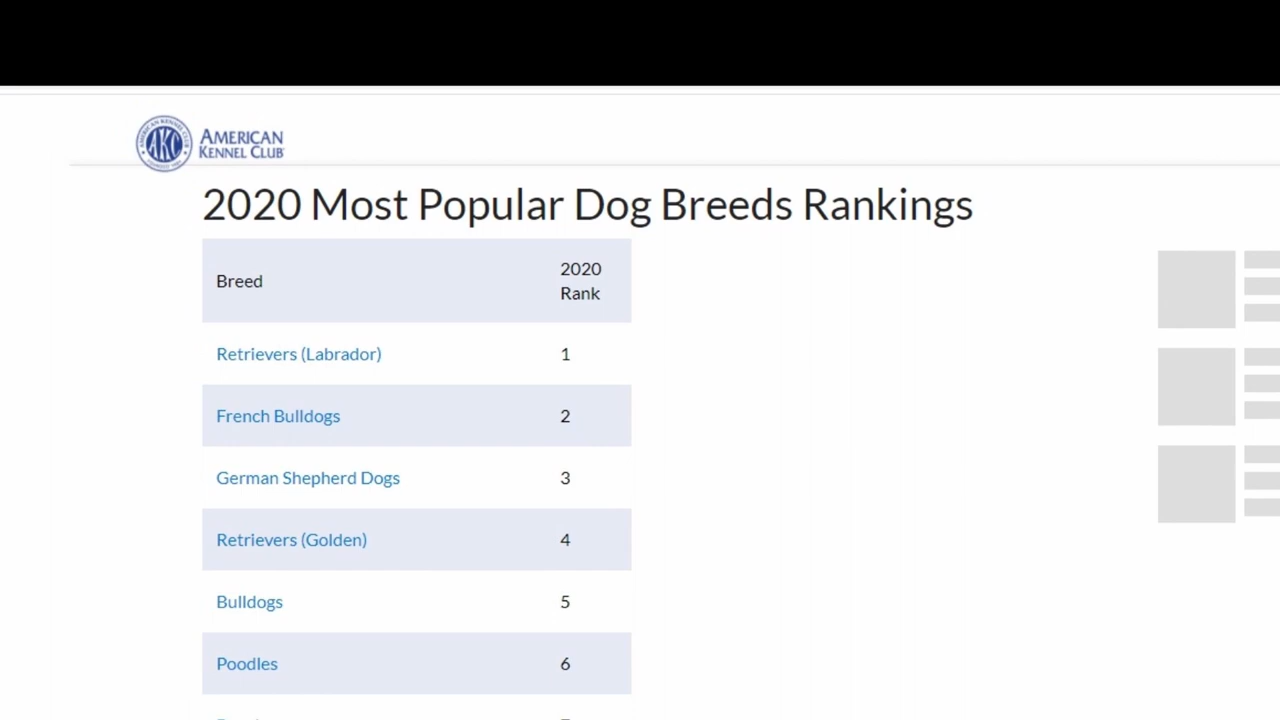 AKC
AMERICAN
KENNEL CLUB
2020 Most Popular Dog Breeds Rankings
Breed
2020
Rank
Retrievers (Labrador)
1
French Bulldogs
2
German Shepherd Dogs
3
Retrievers (Golden)
4
Bulldogs
5
Poodles
6